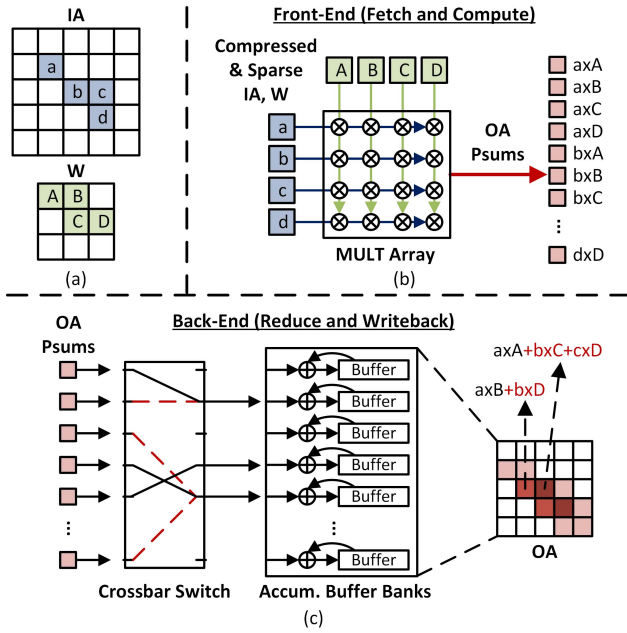 IA
a
b c
d
W
A B
C D
(a)
Front-End (Fetch and Compute)
Compressed
& Sparse
IA, W
A B C D
a
b
c
d
MULT Array
OA
Psums
axA
axB
axC
axD
bxA
bxB
bxC
...
dxD
(b)
Back-End (Reduce and Writeback)
OA
Psums
...
Crossbar Switch
Buffer
Buffer
Buffer
Buffer
Buffer
...
Buffer
Accum. Buffer Banks
axA+bxC+cxD
axB+bxD
OA
(c)